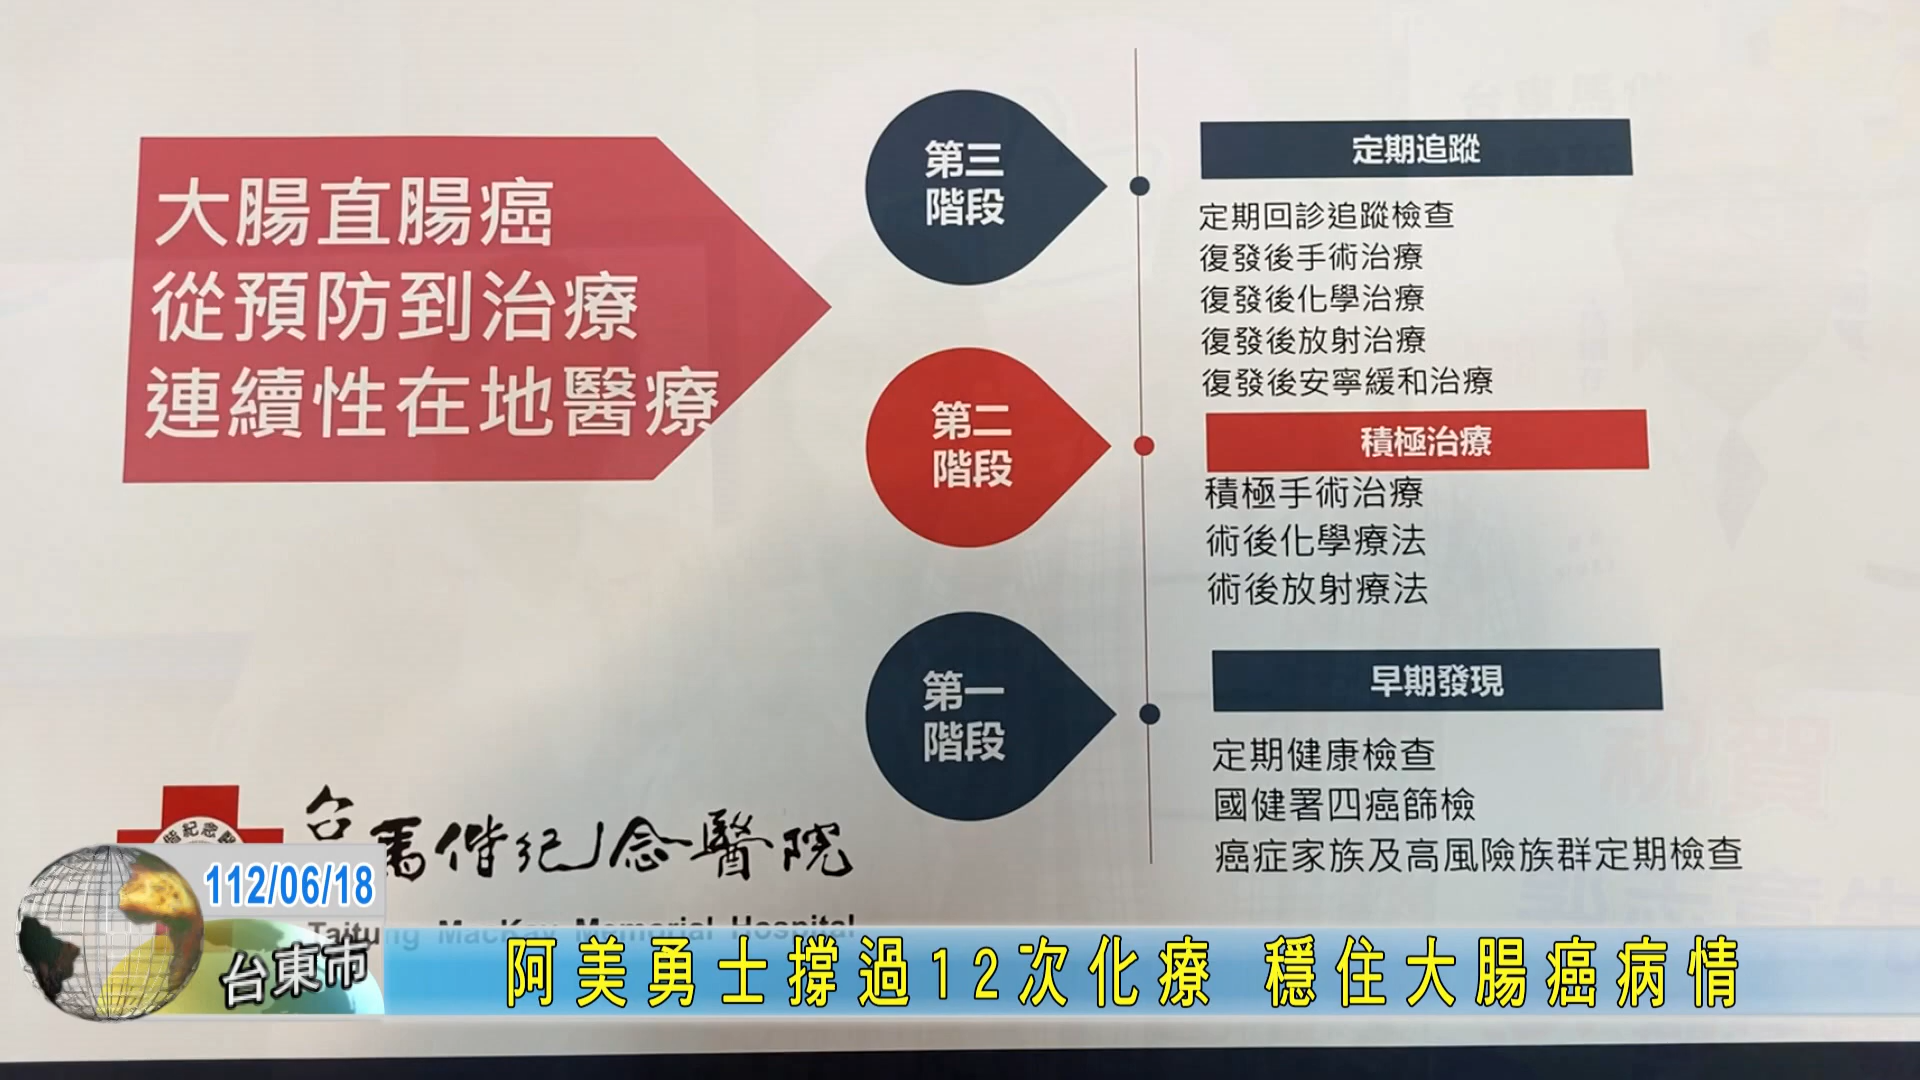 大腸直腸癌
從預防到治療
連續性在地醫療
第三
階段
定期追蹤
定期回診追蹤檢查
復發後手術治療
復發後化學治療
復發後放射治療
復發後安寧緩和治療
第二
階段
積極治療
積極手術治療
術後化學療法
術後放射療法
第一
階段
早期發現
定期健康檢查
國健署四癌篩檢
癌症家族及高風險族群定期檢查
台馬偕紀念醫院
Taitung MacKay Memorial Hospital
112/06/18
台東市
阿美勇士撐過12次化療 穩住大腸癌病情